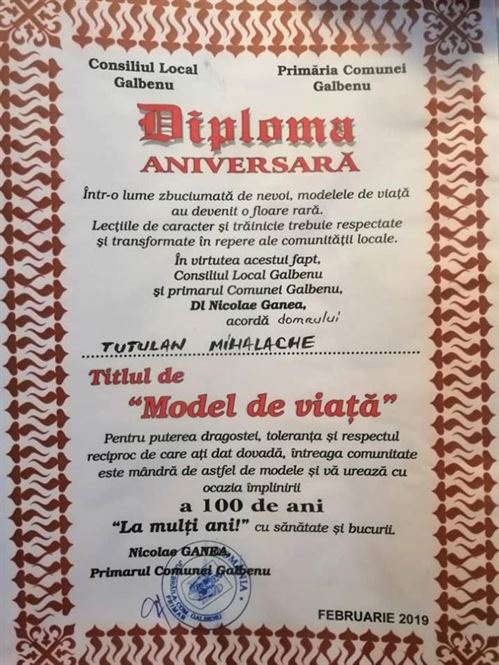 Consiliul Local
Galbenu
Primăria Comunei
Galbenu
Diploma
ANIVERSARĂ
Într-o lume zbuciumată de nevoi, modelele de viață
au devenit o floare rară.
Lecțiile de caracter și trăinicie trebuie respectate
și transformate în repere ale comunității locale.
În virtutea acestui fapt,
Consiliul Local Galbenu
și primarul Comunei Galbenu,
Dl Nicolae Ganea,
acordă domnului
TUTULAN MIHALACHE
Titlul de
“Model de viață”
Pentru puterea dragostei, toleranța și respectul
reciproc de care ați dat dovadă, întreaga comunitate
este mândră de astfel de modele și vă urează cu
ocazia împlinirii
a 100 de ani
“La mulți ani!” cu sănătate și bucurii.
Nicolae GANEA,
Primarul Comunei Galbenu
FEBRUARIE 2019